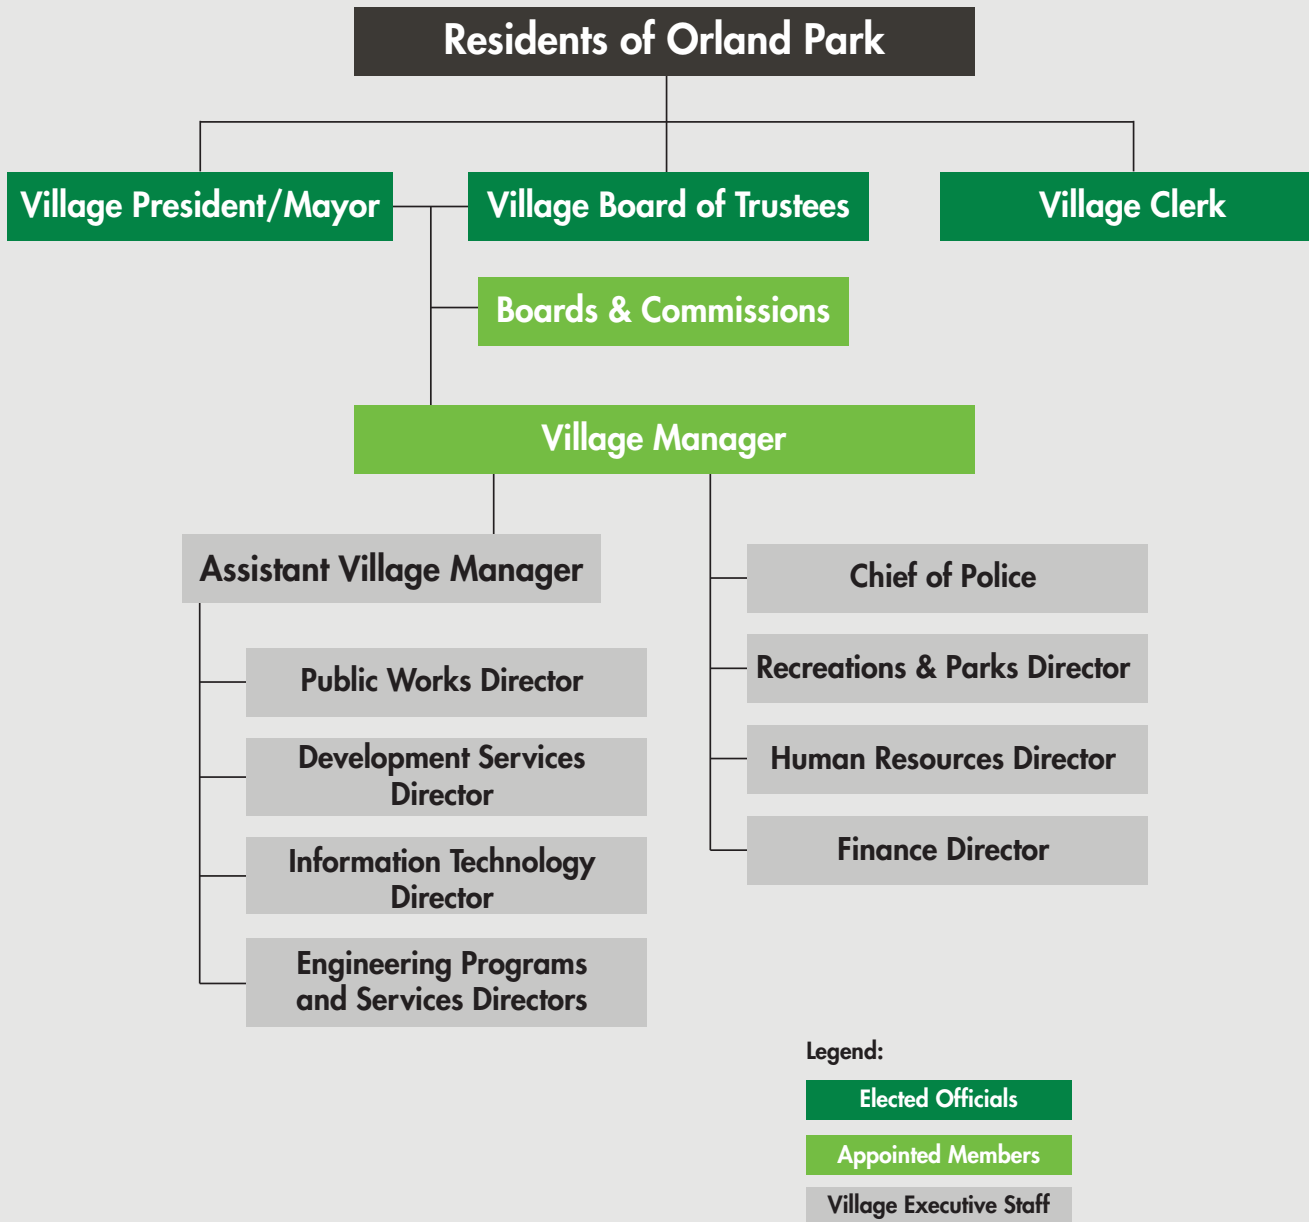 Residents of Orland Park
Village President/Mayor
Village Board of Trustees
Village Clerk
Boards & Commissions
Village Manager
Assistant Village Manager
Public Works Director
Development Services
Director
Information Technology
Director
Engineering Programs
and Services Directors
Chief of Police
Recreations & Parks Director
Human Resources Director
Finance Director
Legend:
Elected Officials
Appointed Members
Village Executive Staff